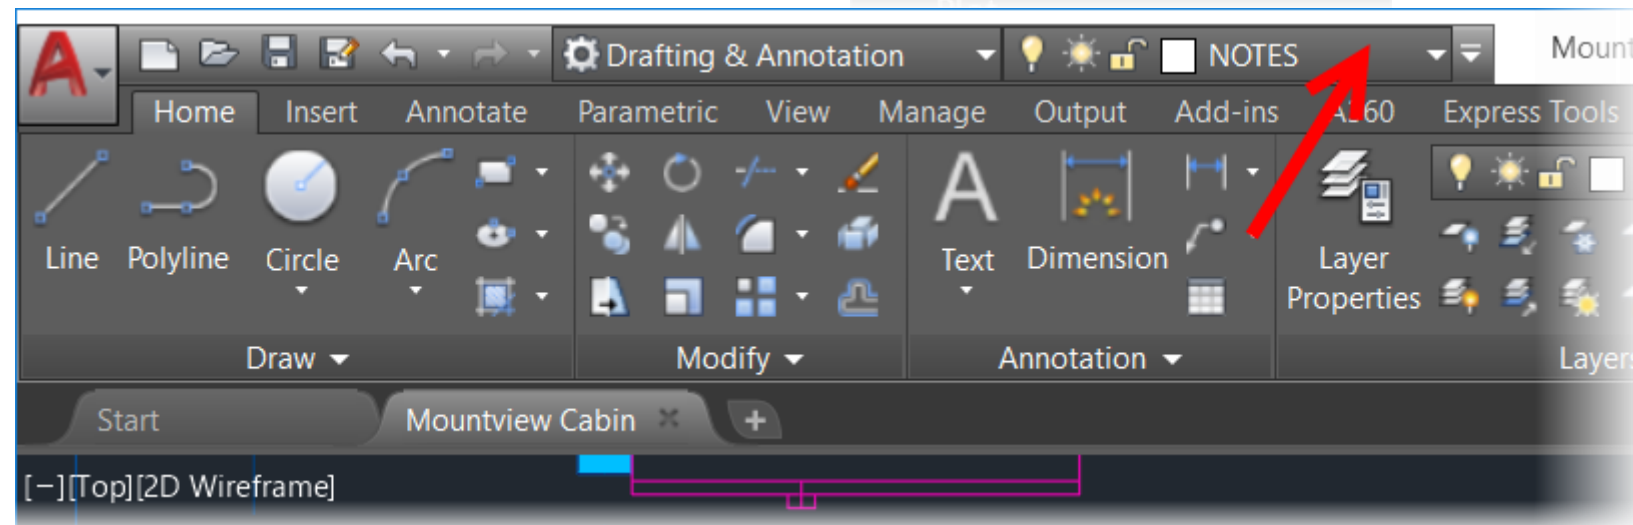 Drafting & Annotation NOTES Mount
Home Insert Annotate Parametric View Manage Output Add-ins A360 Express Tools
Line Polyline Circle Arc Text Dimension Layer Properties
Draw Modify Annotation Layers
Start Mountview Cabin
[−][Top][2D Wireframe]